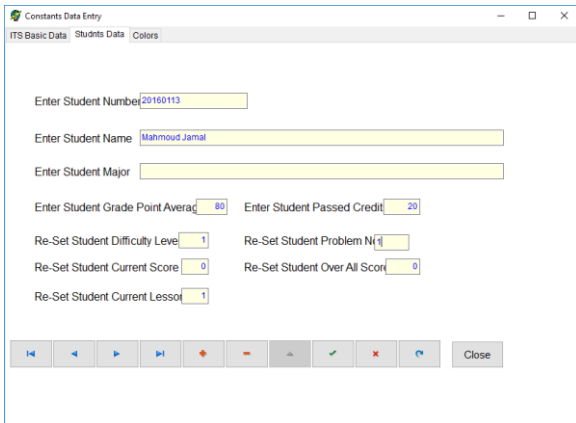 Constants Data Entry
ITS Basic Data Studnts Data Colors
Enter Student Number 20160113
Enter Student Name Mahmoud Jamal
Enter Student Major
Enter Student Grade Point Averag 80 Enter Student Passed Credit 20
Re-Set Student Difficulty Leve 1 Re-Set Student Problem No 1
Re-Set Student Current Score 0 Re-Set Student Over All Score 0
Re-Set Student Current Lesson 1
Close